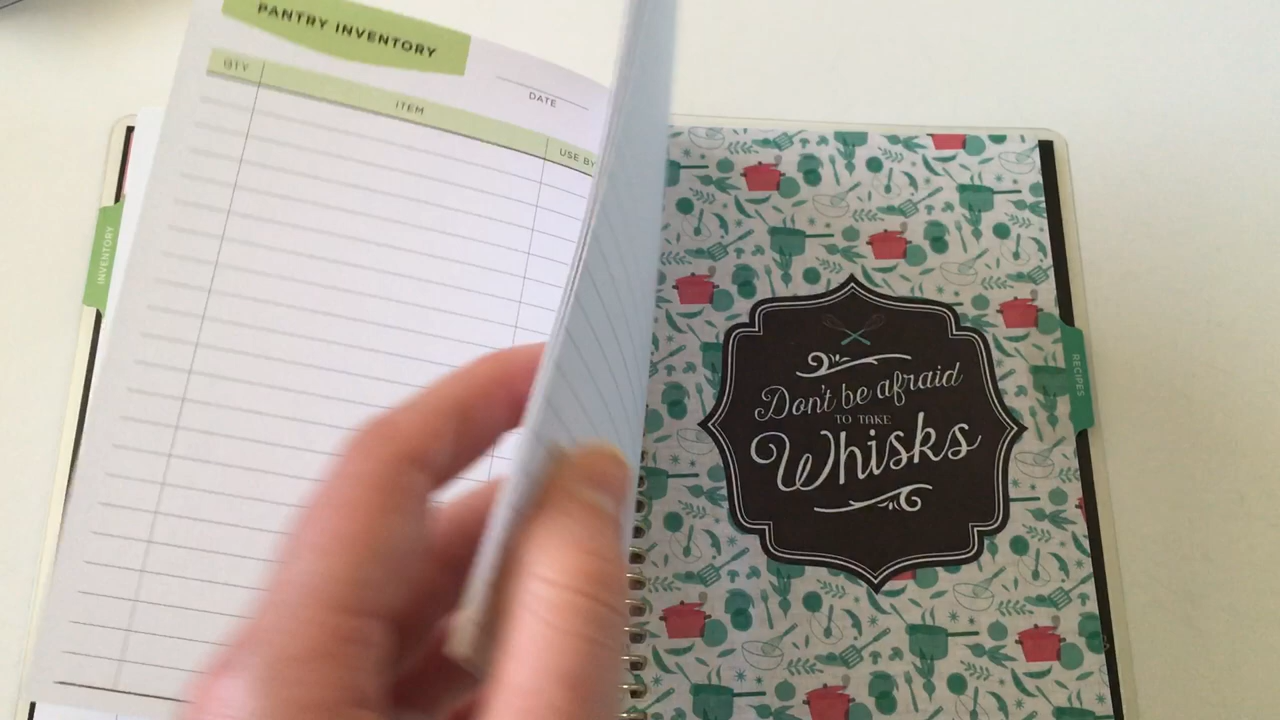 PANTRY INVENTORY
DATE
QTY
ITEM
USE BY
INVENTORY
Don't be afraid
TO TAKE
Whisks
RECIPES